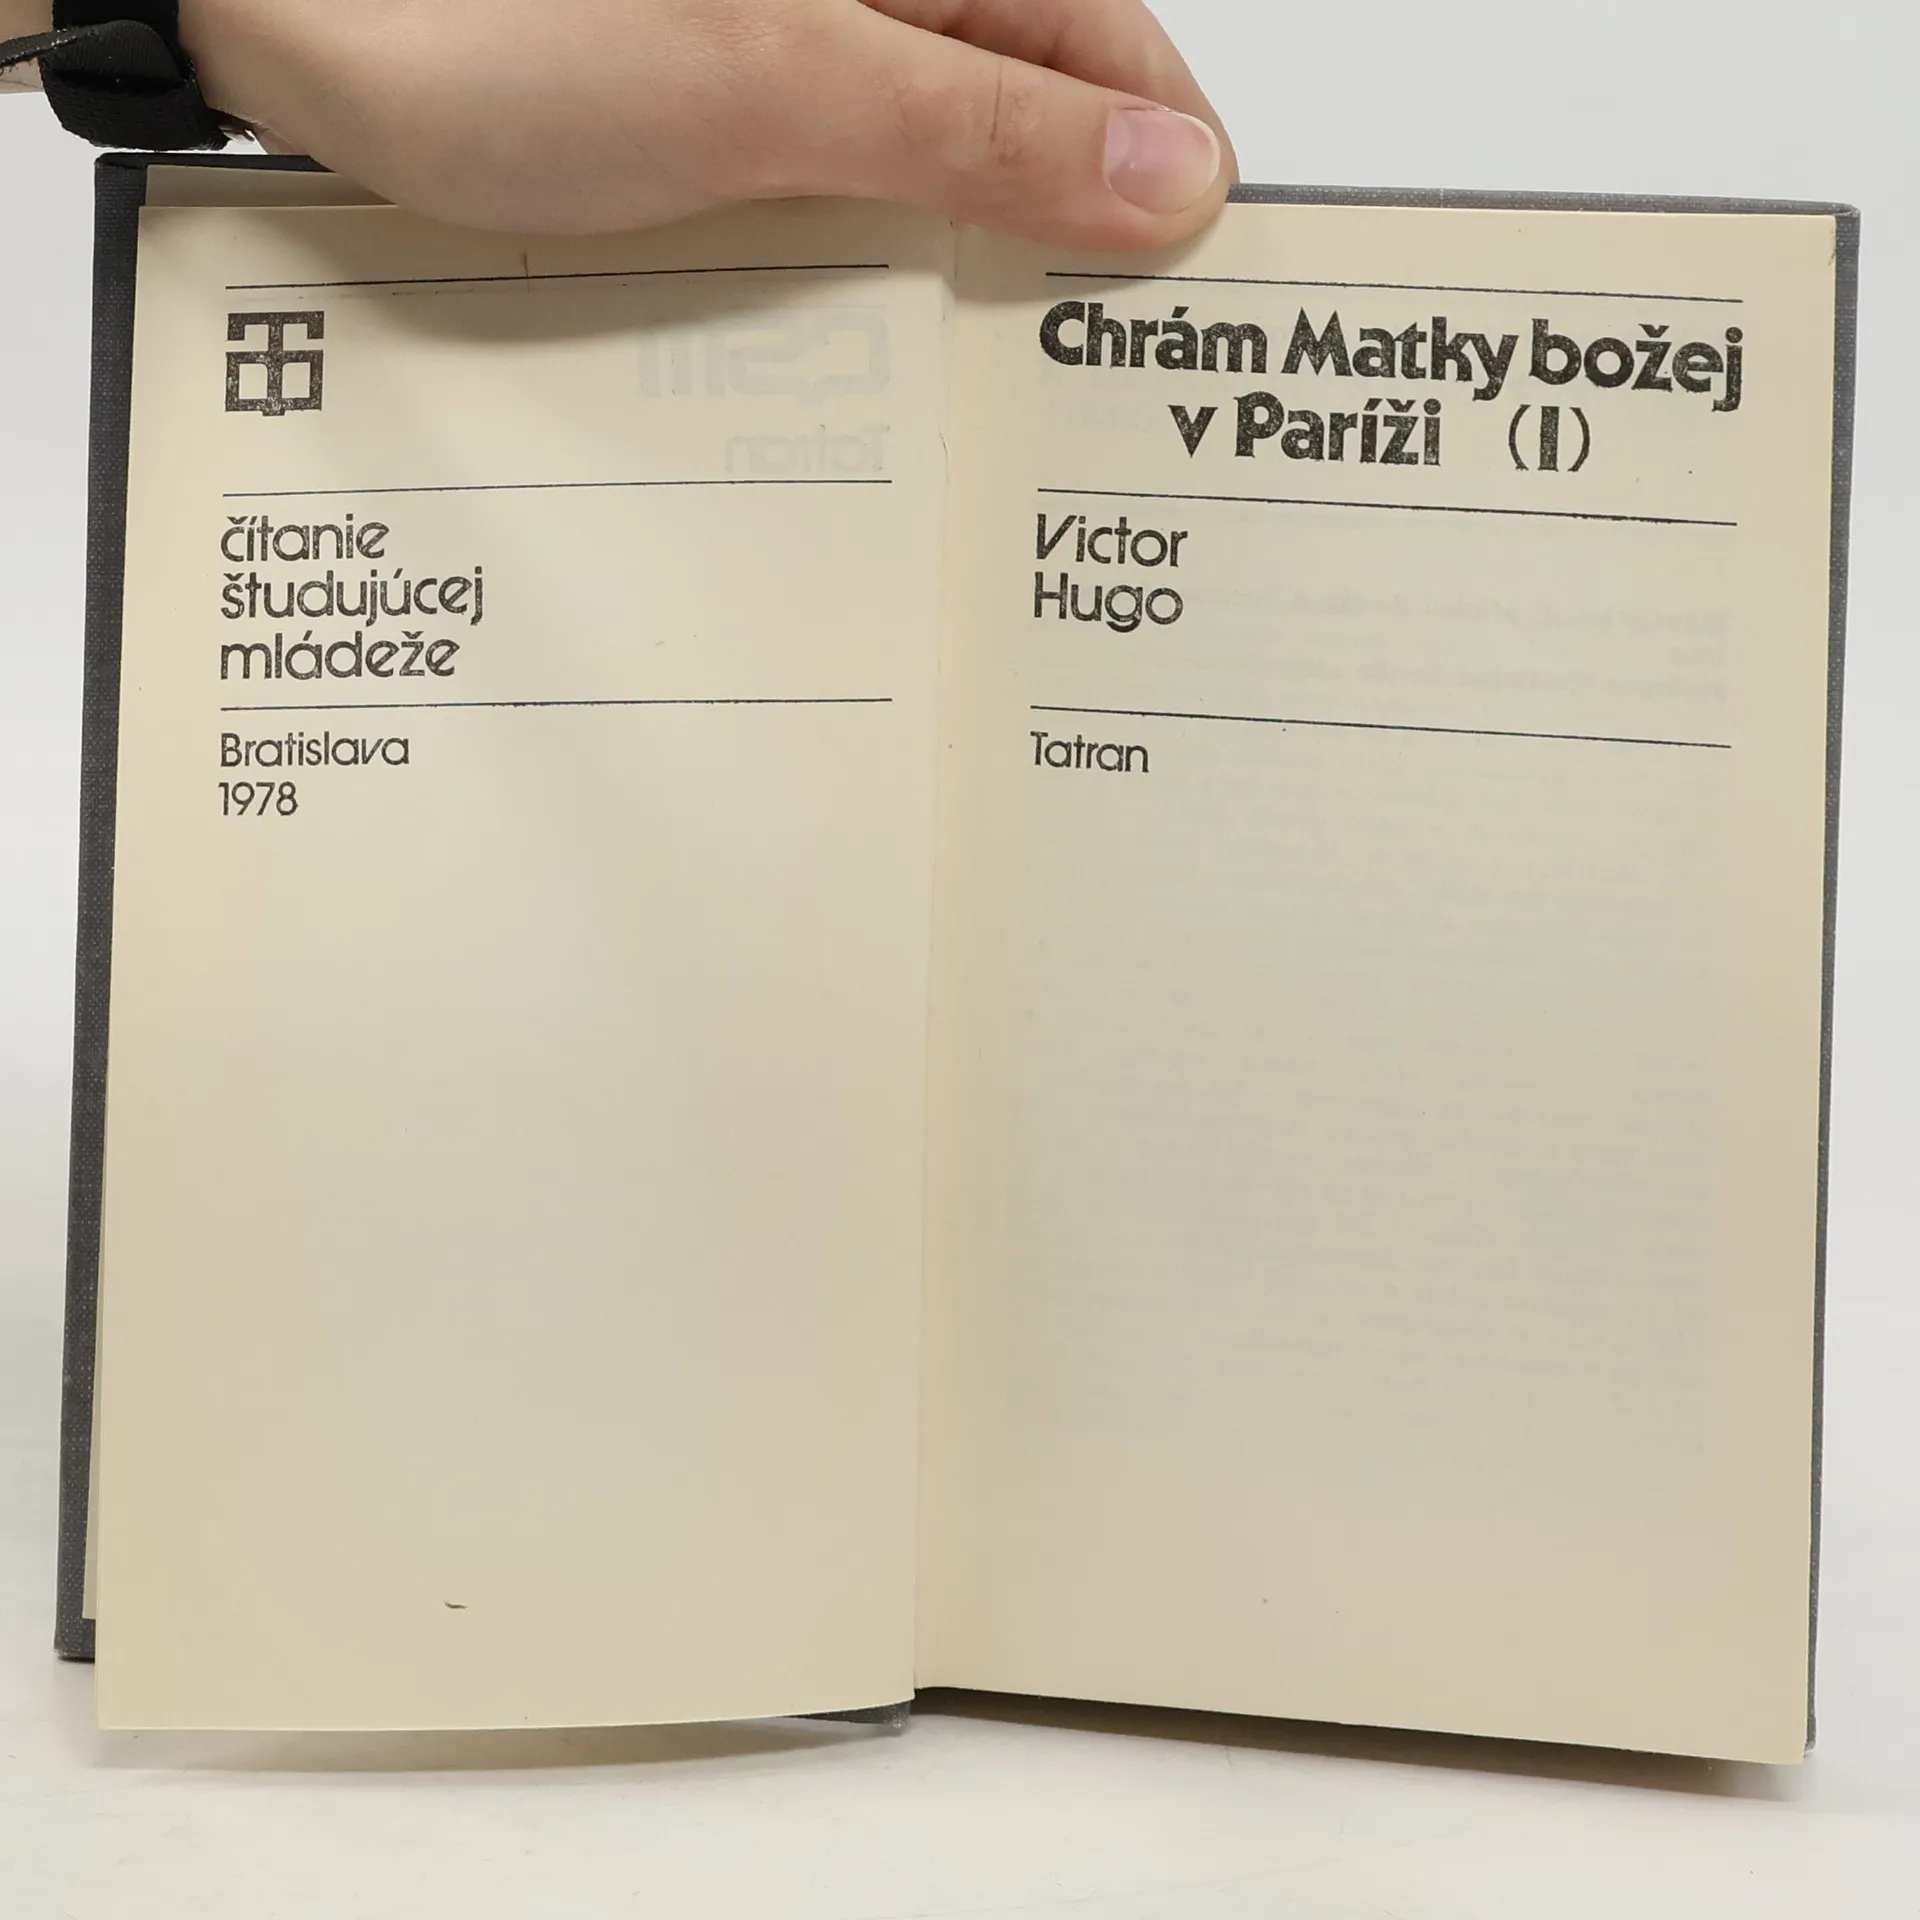 čítanie
študujúcej
mládeže
Bratislava
1978
Chrám Matky božej
v Paríži (I)
Victor
Hugo
Tatran